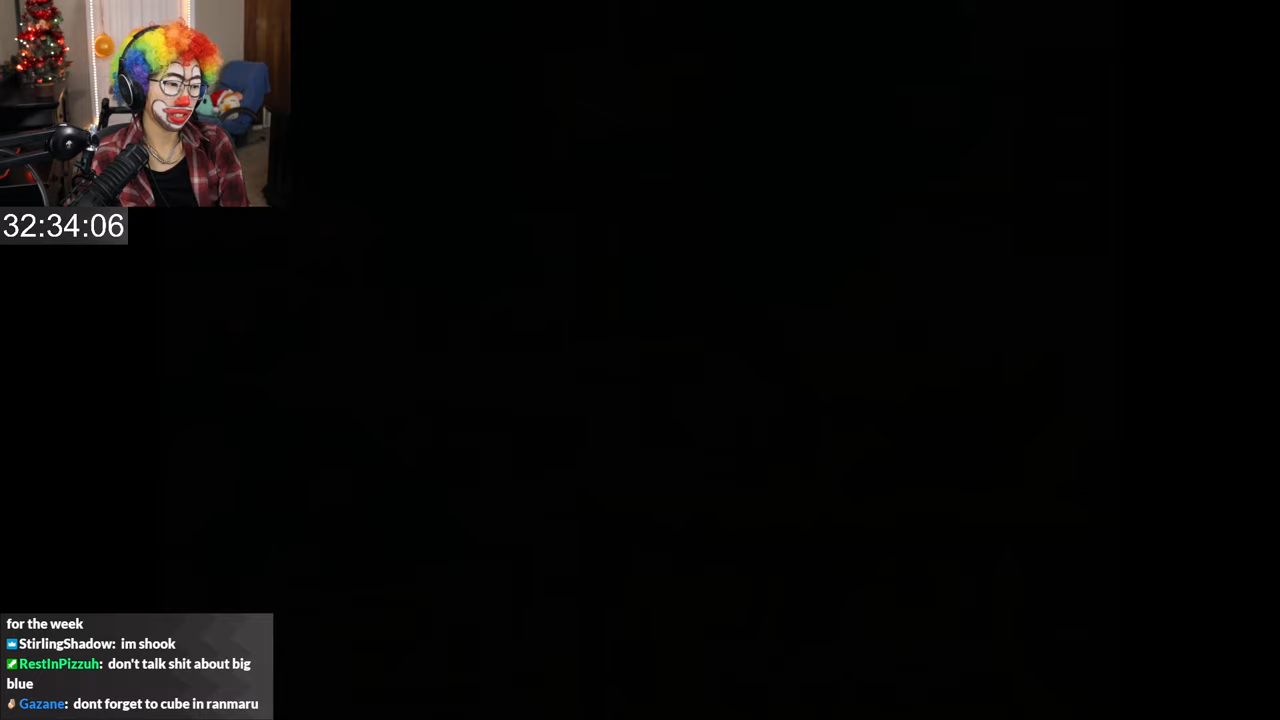 32:34:06
for the week
StirlingShadow: im shook
RestInPizzuh: don't talk shit about big
blue
Gazane: dont forget to cube in ranmaru